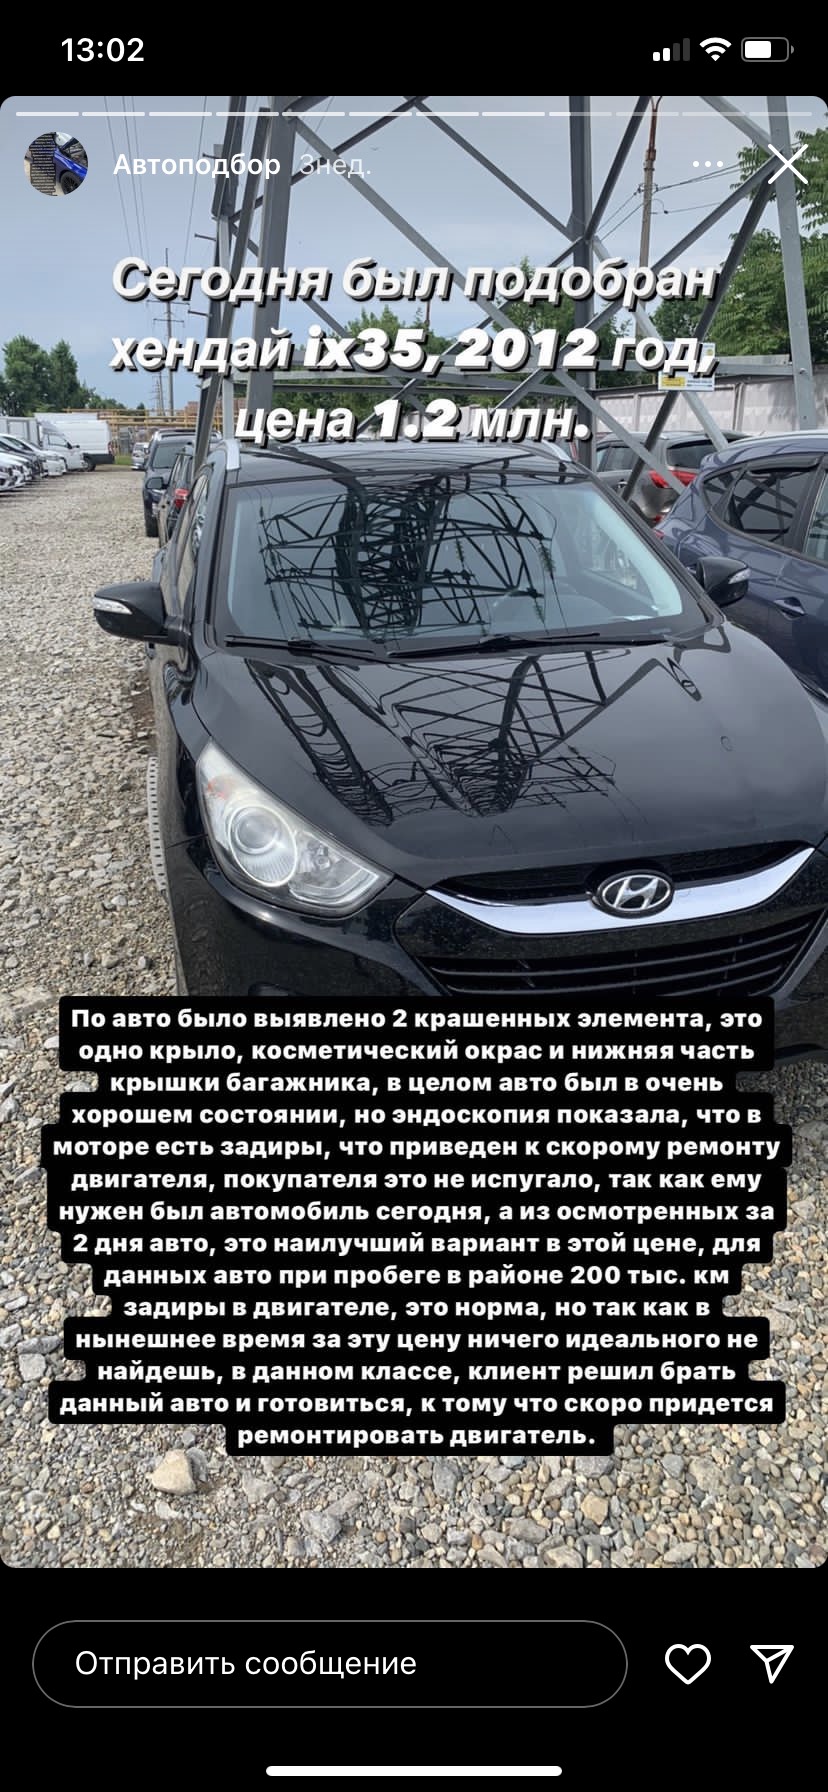 13:02
Автоподбор 3нед.
Сегодня был подобран
хендай ix35, 2012 год,
цена 1.2 млн.
По авто было выявлено 2 крашенных элемента, это
одно крыло, косметический окрас и нижняя часть
крышки багажника, в целом авто был в очень
хорошем состоянии, но эндоскопия показала, что в
моторе есть задиры, что приведен к скорому ремонту
двигателя, покупателя это не испугало, так как ему
нужен был автомобиль сегодня, а из осмотренных за
2 дня авто, это наилучший вариант в этой цене, для
данных авто при пробеге в районе 200 тыс. км
задиры в двигателе, это норма, но так как в
нынешнее время за эту цену ничего идеального не
найдешь, в данном классе, клиент решил брать
данный авто и готовиться, к тому что скоро придется
ремонтировать двигатель.
Отправить сообщение